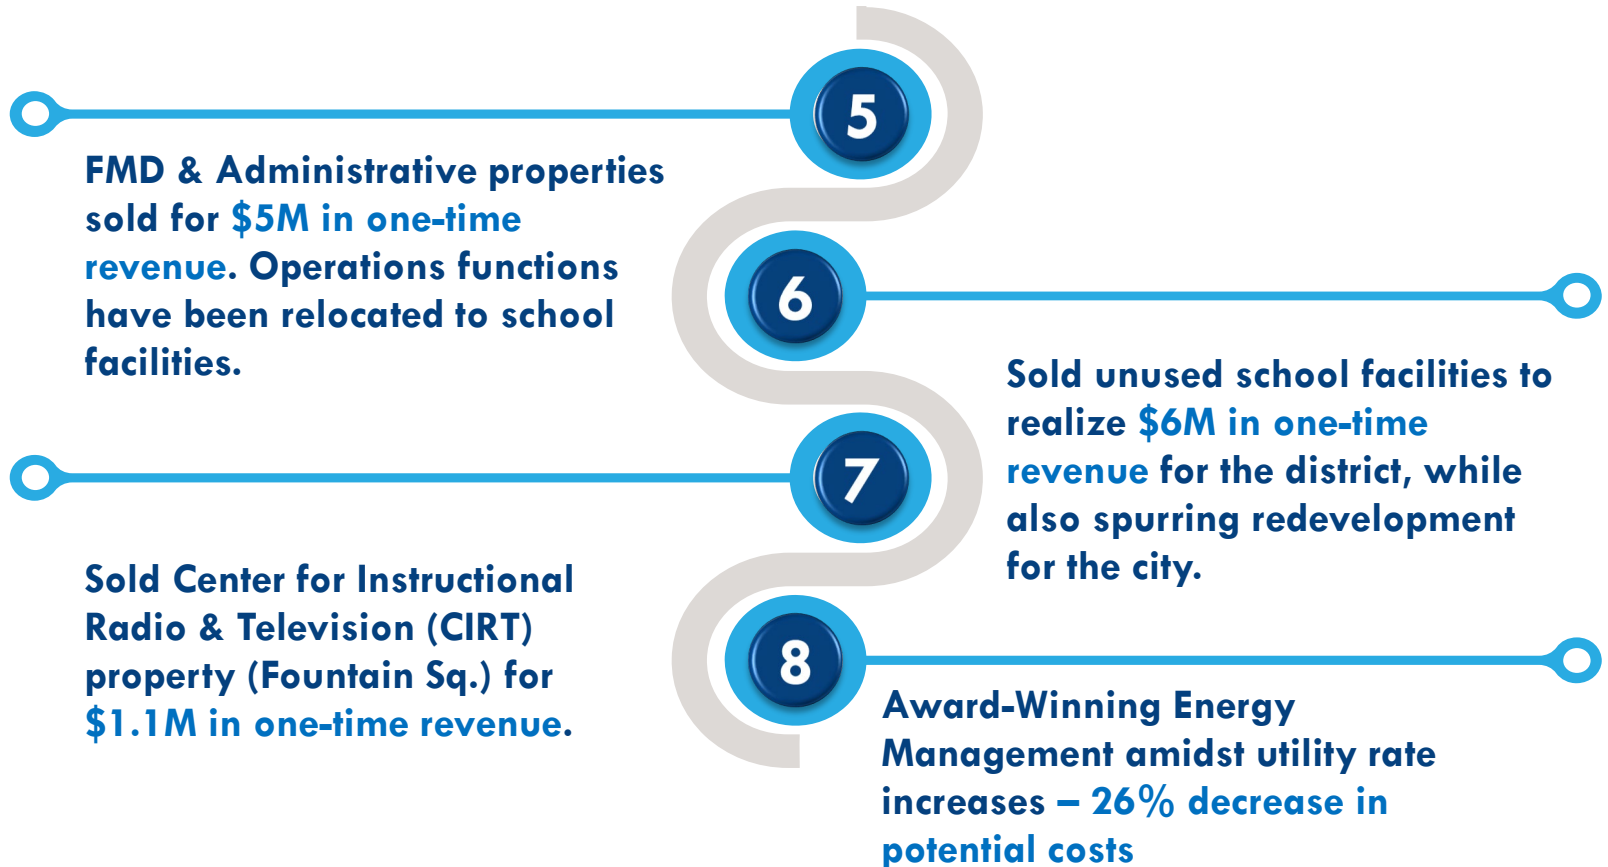 5
FMD & Administrative properties
sold for $5M in one-time
revenue. Operations functions
have been relocated to school
facilities.
6
Sold unused school facilities to
realize $6M in one-time
revenue for the district, while
also spurring redevelopment
for the city.
7
Sold Center for Instructional
Radio & Television (CIRT)
property (Fountain Sq.) for
$1.1M in one-time revenue.
8
Award-Winning Energy
Management amidst utility rate
increases – 26% decrease in
potential costs